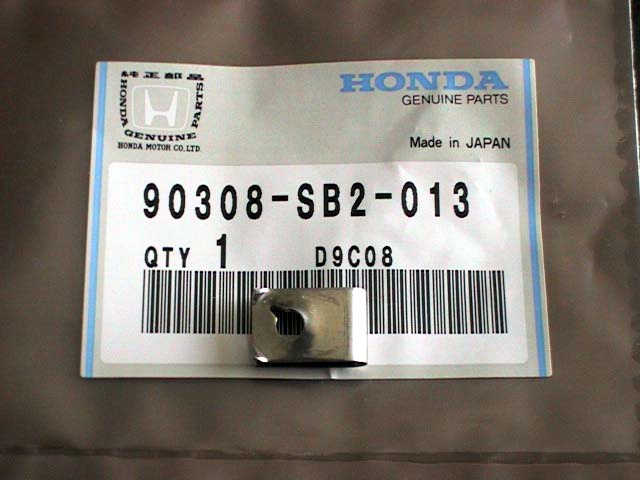 純正部品
HONDA GENUINE PARTS
HONDA MOTOR CO., LTD.
HONDA
GENUINE PARTS
Made in JAPAN
90308-SB2-013
QTY 1 D9C08